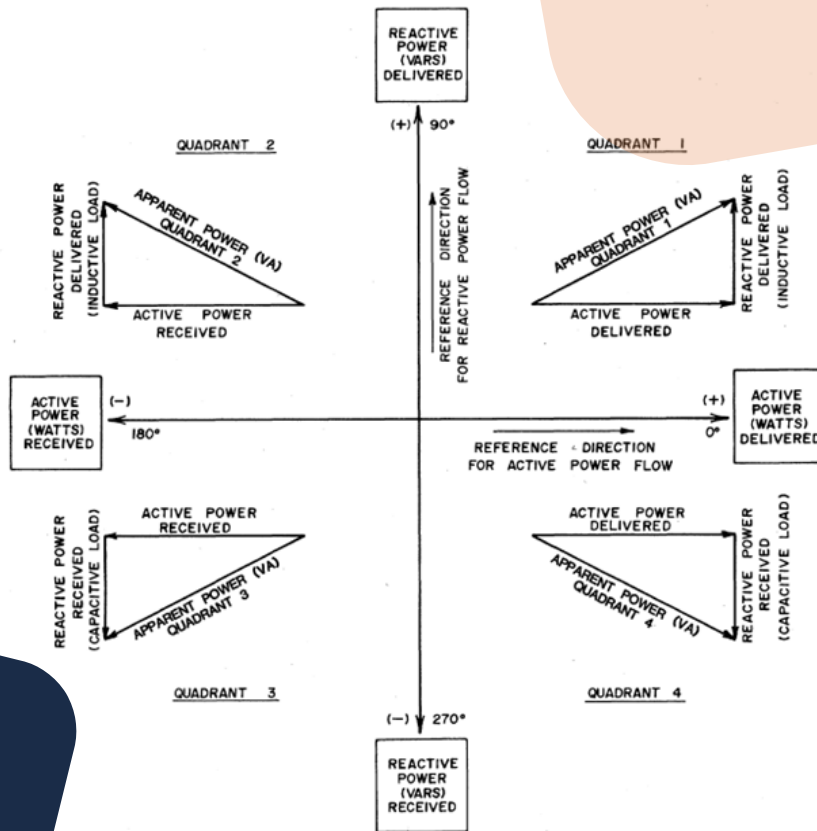 REACTIVE
POWER
(VARS)
DELIVERED
(+) 90°
QUADRANT 2
QUADRANT 1
REACTIVE POWER
DELIVERED
(INDUCTIVE LOAD)
APPARENT POWER (VA)
QUADRANT 2
ACTIVE POWER
RECEIVED
REFERENCE DIRECTION
FOR REACTIVE POWER FLOW
APPARENT POWER (VA)
QUADRANT 1
ACTIVE POWER
DELIVERED
REACTIVE POWER
DELIVERED
(INDUCTIVE LOAD)
ACTIVE
POWER
(WATTS)
RECEIVED
(-)
180°
REFERENCE DIRECTION
FOR ACTIVE POWER FLOW
(+)
0°
ACTIVE
POWER
(WATTS)
DELIVERED
REACTIVE POWER
RECEIVED
(CAPACITIVE LOAD)
ACTIVE POWER
RECEIVED
APPARENT POWER (VA)
QUADRANT 3
ACTIVE POWER
DELIVERED
APPARENT POWER (VA)
QUADRANT 4
REACTIVE POWER
RECEIVED
(CAPACITIVE LOAD)
QUADRANT 3
QUADRANT 4
(-) 270°
REACTIVE
POWER
(VARS)
RECEIVED